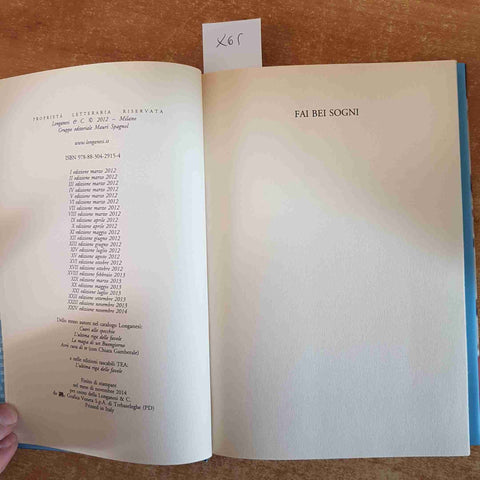 X65
PROPRIETÀ LETTERARIA RISERVATA
Longanesi & C. © 2012 – Milano
Gruppo editoriale Mauri Spagnol
www.longanesi.it
ISBN 978-88-304-2915-4
I edizione marzo 2012
II edizione marzo 2012
III edizione marzo 2012
IV edizione marzo 2012
V edizione marzo 2012
VI edizione marzo 2012
VII edizione marzo 2012
VIII edizione marzo 2012
IX edizione aprile 2012
X edizione aprile 2012
XI edizione maggio 2012
XII edizione giugno 2012
XIII edizione giugno 2012
XIV edizione luglio 2012
XV edizione agosto 2012
XVI edizione ottobre 2012
XVII edizione ottobre 2012
XVIII edizione febbraio 2013
XIX edizione marzo 2013
XX edizione maggio 2013
XXI edizione luglio 2013
XXII edizione settembre 2013
XXIII edizione novembre 2013
XXIV edizione novembre 2014
Dello stesso autore nel catalogo Longanesi:
Cuori allo specchio
L'ultima riga delle favole
La magia di un Buongiorno
Avrò cura di te (con Chiara Gamberale)
e nelle edizioni tascabili TEA:
L'ultima riga delle favole
Finito di stampare
nel mese di novembre 2014
per conto della Longanesi & C.
da Grafica Veneta S.p.A. di Trebaseleghe (PD)
Printed in Italy
FAI BEI SOGNI